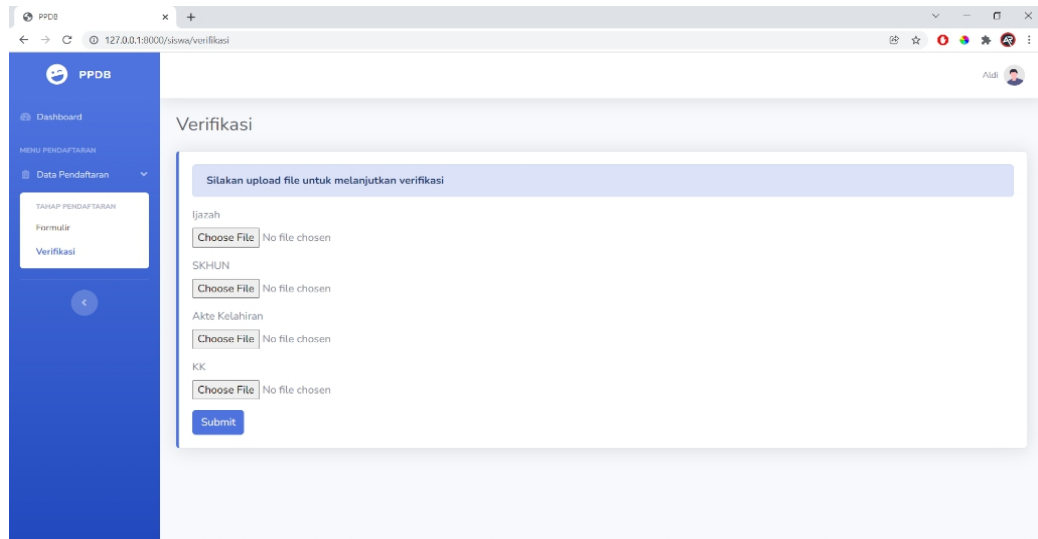 PPDB
127.0.0.1:8000/siswa/verifikasi
PPDB
Aldi
Dashboard
MENU PENDAFTARAN
Data Pendaftaran
TAHAP PENDAFTARAN
Formulir
Verifikasi
Verifikasi
Silakan upload file untuk melanjutkan verifikasi
Ijazah
Choose File No file chosen
SKHUN
Choose File No file chosen
Akte Kelahiran
Choose File No file chosen
KK
Choose File No file chosen
Submit